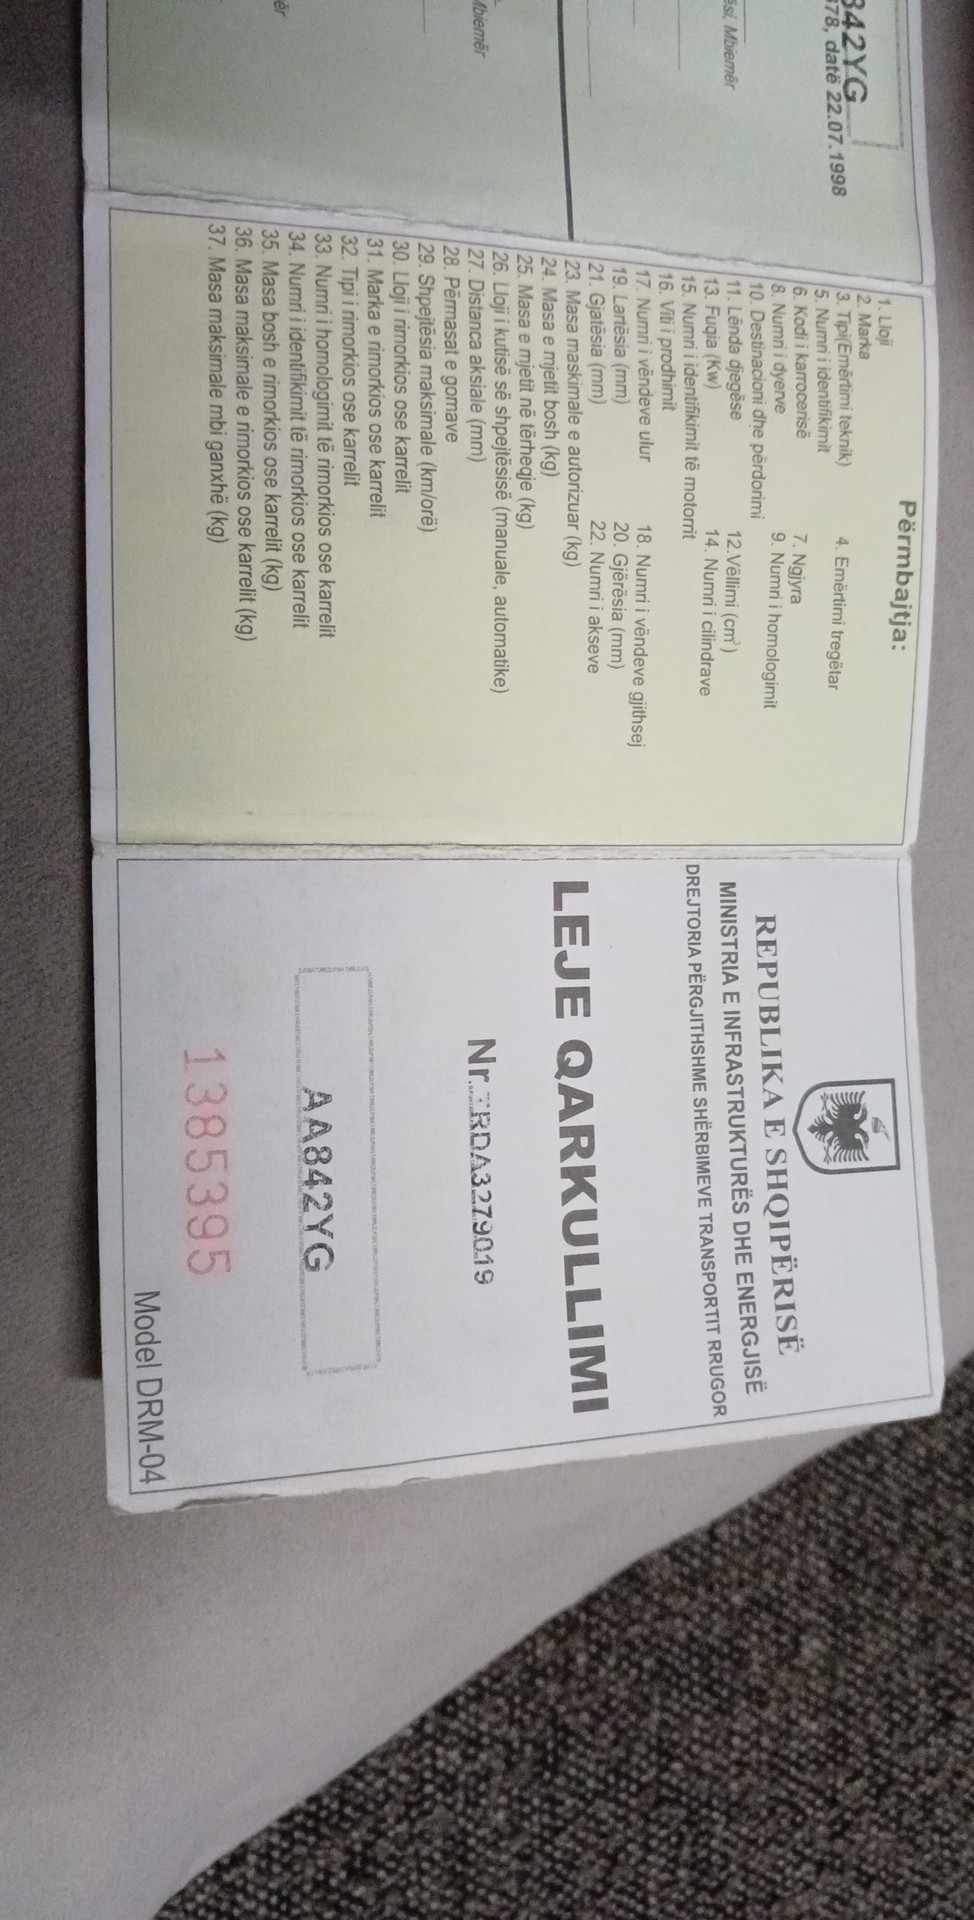 842YG
78, datë 22.07.1998
Mbiemër
Mbiemër
ër
Përmbajtja:
1. Lloji
2. Marka
3. Tipi(Emërtimi teknik) 4. Emërtimi tregëtar
5. Numri i identifikimit
6. Kodi i karrocerisë 7. Ngjyra
8. Numri i dyerve 9. Numri i homologimit
10. Destinacioni dhe përdorimi
11. Lënda djegëse 12.Vëllimi (cm³)
13. Fuqia (Kw) 14. Numri i cilindrave
15. Numri i identifikimit të motorrit
16. Viti i prodhimit
17. Numri i vëndeve ulur 18. Numri i vëndeve gjithsej
19. Lartësia (mm) 20. Gjërësia (mm)
21. Gjatësia (mm) 22. Numri i akseve
23. Masa maskimale e autorizuar (kg)
24. Masa e mjetit bosh (kg)
25. Masa e mjetit në tërheqje (kg)
26. Lloji i kutisë së shpejtësisë (manuale, automatike)
27. Distanca aksiale (mm)
28. Përmasat e gomave
29. Shpejtësia maksimale (km/orë)
30. Lloji i rimorkios ose karrelit
31. Marka e rimorkios ose karrelit
32. Tipi i rimorkios ose karrelit
33. Numri i homologimit të rimorkios ose karrelit
34. Numri i identifikimit të rimorkios ose karrelit
35. Masa bosh e rimorkios ose karrelit (kg)
36. Masa maksimale e rimorkios ose karrelit (kg)
37. Masa maksimale mbi ganxhë (kg)
REPUBLIKA E SHQIPËRISË
MINISTRIA E INFRASTRUKTURËS DHE ENERGJISË
DREJTORIA PËRGJITHSHME SHËRBIMEVE TRANSPORTIT RRUGOR
LEJE QARKULLIMI
Nr. TRDA3279019
AA842YG
1385395
Model DRM-04